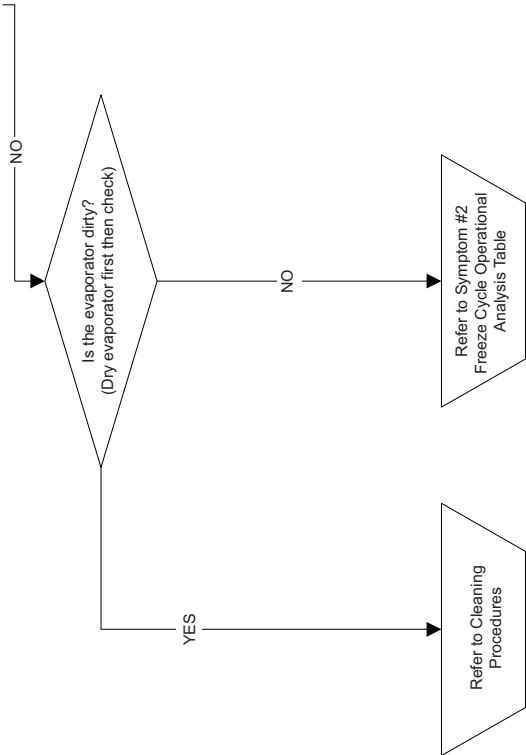 NO
Is the evaporator dirty?
(Dry evaporator first then check)
YES
NO
Refer to Cleaning
Procedures
Refer to Symptom #2
Freeze Cycle Operational
Analysis Table